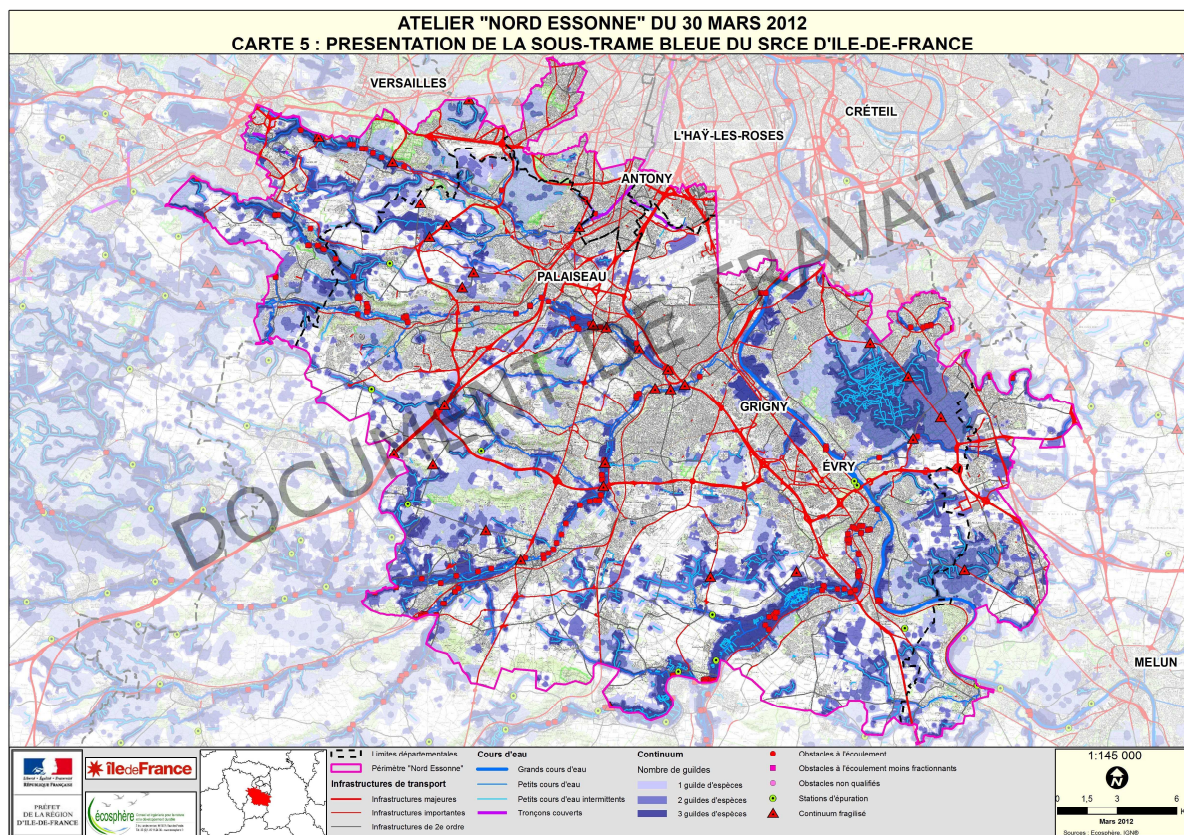 ATELIER "NORD ESSONNE" DU 30 MARS 2012
CARTE 5 : PRESENTATION DE LA SOUS-TRAME BLEUE DU SRCE D'ILE-DE-FRANCE
VERSAILLES
CRÉTEIL
L'HAŸ-LES-ROSES
ANTONY
PALAISEAU
GRIGNY
ÉVRY
MELUN
DOCUMENT DE TRAVAIL
RÉPUBLIQUE FRANÇAISE
PRÉFET
DE LA RÉGION
D'ILE-DE-FRANCE
îledeFrance
écosphère
Limites départementales
Périmètre "Nord Essonne"
Infrastructures de transport
Infrastructures majeures
Infrastructures importantes
Infrastructures de 2e ordre
Cours d'eau
Grands cours d'eau
Petits cours d'eau
Petits cours d'eau intermittents
Tronçons couverts
Continuum
Nombre de guildes
1 guilde d'espèces
2 guildes d'espèces
3 guildes d'espèces
Obstacles à l'écoulement
Obstacles à l'écoulement moins fractionnants
Obstacles non qualifiés
Stations d'épuration
Continuum fragilisé
1:145 000
0 1,5 3 6
K
Mars 2012
Sources : Ecosphère, IGN®